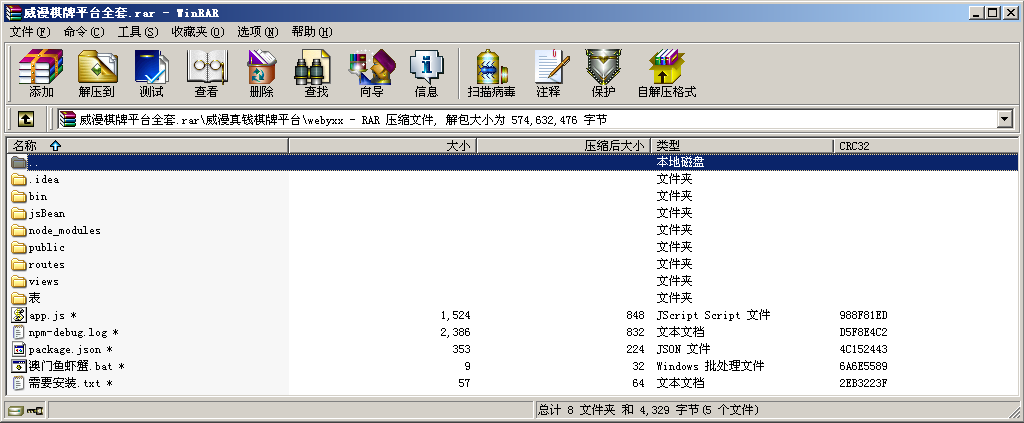 威漫棋牌平台全套.rar - WinRAR
文件(F) 命令(C) 工具(S) 收藏夹(O) 选项(N) 帮助(H)
添加 解压到 测试 查看 删除 查找 向导 信息 扫描病毒 注释 保护 自解压格式
威漫棋牌平台全套.rar\威漫真钱棋牌平台\webyxx - RAR 压缩文件, 解包大小为 574,632,476 字节
名称 大小 压缩后大小 类型 CRC32
.. 本地磁盘
.idea 文件夹
bin 文件夹
jsBean 文件夹
node_modules 文件夹
public 文件夹
routes 文件夹
views 文件夹
表 文件夹
app.js * 1,524 848 JScript Script 文件 988F81ED
npm-debug.log * 2,386 832 文本文档 D5F8E4C2
package.json * 353 224 JSON 文件 4C152443
澳门鱼虾蟹.bat * 9 32 Windows 批处理文件 6A6E5589
需要安装.txt * 57 64 文本文档 2EB3223F
总计 8 文件夹 和 4,329 字节(5 个文件)